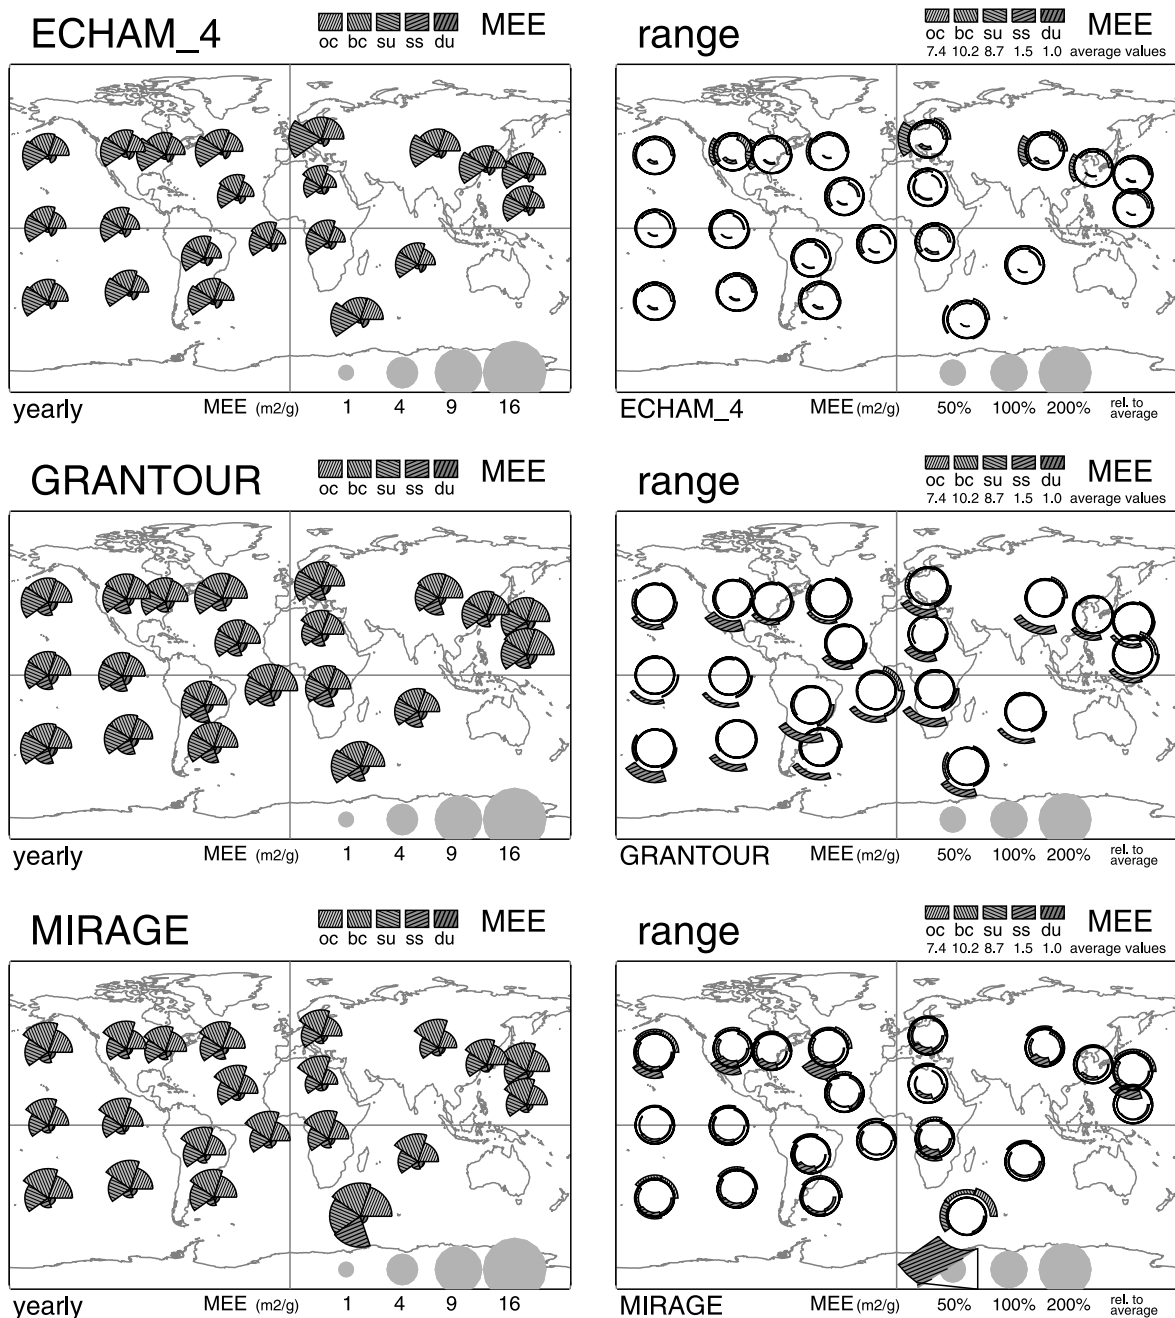 ECHAM_4
oc bc su ss du
MEE
yearly
MEE (m2/g) 1 4 9 16
range
oc bc su ss du
MEE
7.4 10.2 8.7 1.5 1.0 average values
ECHAM_4
MEE (m2/g) 50% 100% 200% rel. to
average
GRANTOUR
oc bc su ss du
MEE
yearly
MEE (m2/g) 1 4 9 16
range
oc bc su ss du
MEE
7.4 10.2 8.7 1.5 1.0 average values
GRANTOUR
MEE (m2/g) 50% 100% 200% rel. to
average
MIRAGE
oc bc su ss du
MEE
yearly
MEE (m2/g) 1 4 9 16
range
oc bc su ss du
MEE
7.4 10.2 8.7 1.5 1.0 average values
MIRAGE
MEE (m2/g) 50% 100% 200% rel. to
average